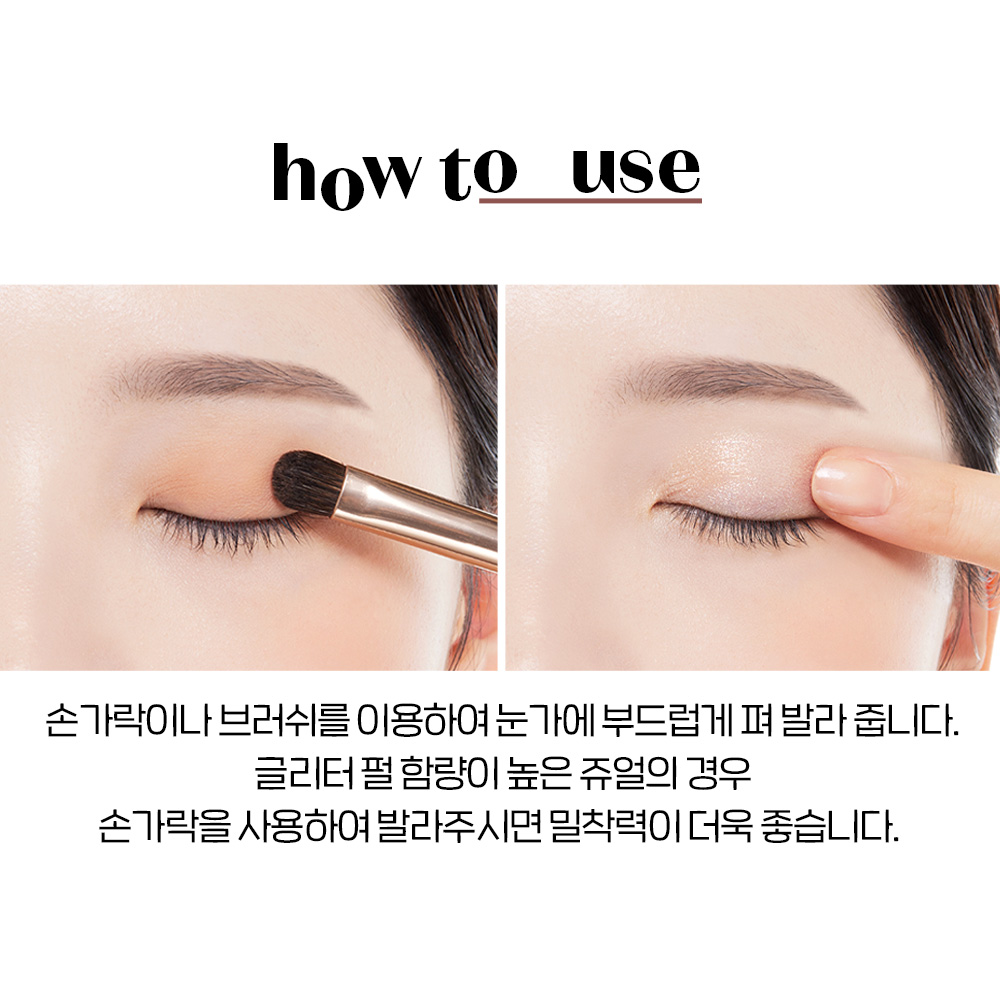 how to use
손가락이나 브러쉬를 이용하여 눈가에 부드럽게 펴 발라 줍니다.
글리터 펄 함량이 높은 쥬얼의 경우
손가락을 사용하여 발라주시면 밀착력이 더욱 좋습니다.